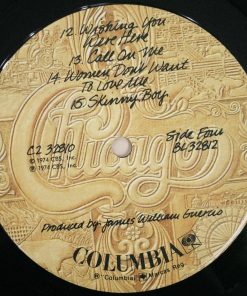 12 Wishing You
Were Here
13 Call On Me
14 Women Don't Want
To Love Me
15 Skinny Boy
Chicago
C2 32810
Side Four
BL 32812
© 1974 CBS, Inc.
℗ 1974 CBS, Inc.
Produced by: James William Guercio
COLUMBIA
® "Columbia", Marcas Reg.